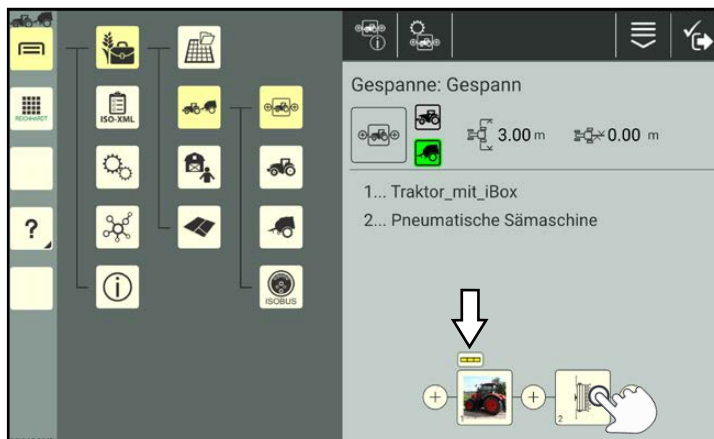 REICHHARDT
ISO-XML
?
i
ISOBUS
i
Gespanne: Gespann
3.00 m
0.00 m
1... Traktor_mit_iBox
2... Pneumatische Sämaschine
+
1
+
2